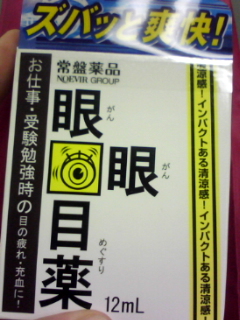 ズバッと爽快!
常盤薬品
NOEVIR GROUP
眼
がん
眼
がん
目薬
めぐすり
12mL
お仕事・受験勉強時の目の疲れ・充血に!
清涼感!インパクトある清涼感!インパクトある清涼感!